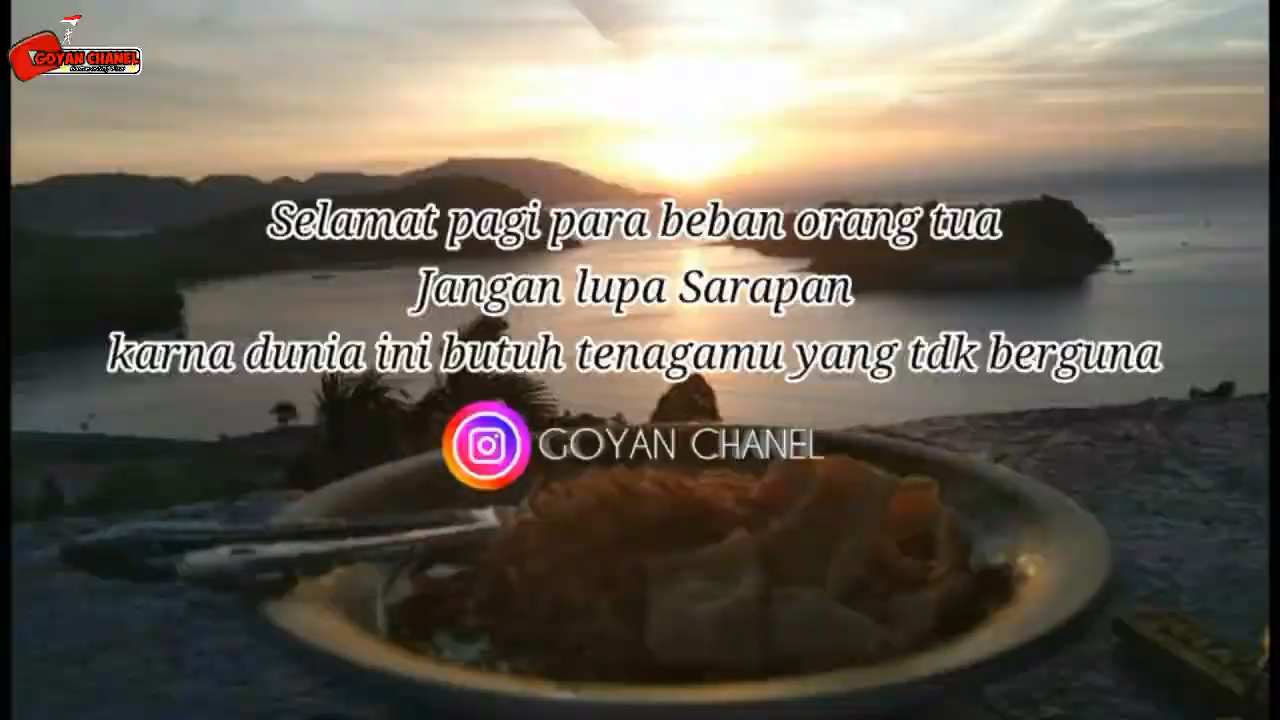 GOYAN CHANEL
Selamat pagi para beban orang tua
Jangan lupa Sarapan
karna dunia ini butuh tenagamu yang tdk berguna
GOYAN CHANEL